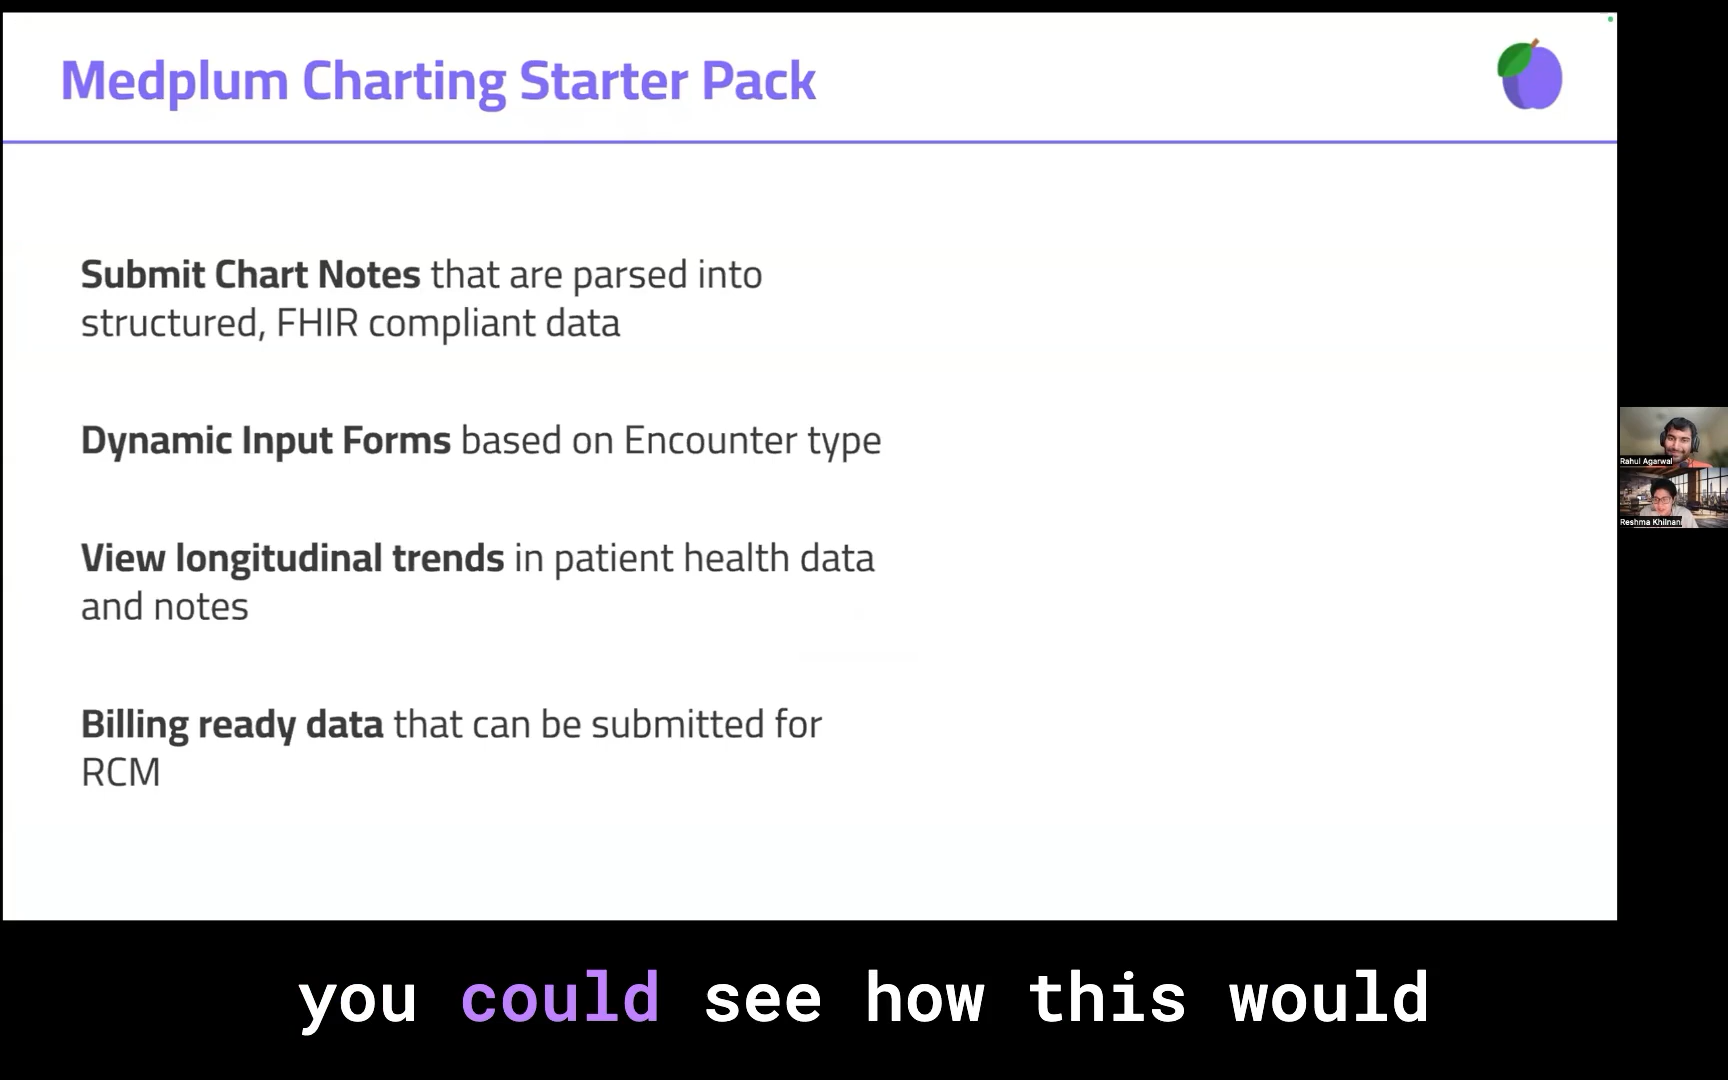 Medplum Charting Starter Pack
Submit Chart Notes that are parsed into
structured, FHIR compliant data
Dynamic Input Forms based on Encounter type
View longitudinal trends in patient health data
and notes
Billing ready data that can be submitted for
RCM
Rahul Agarwal
Reshma Khilnani
you could see how this would